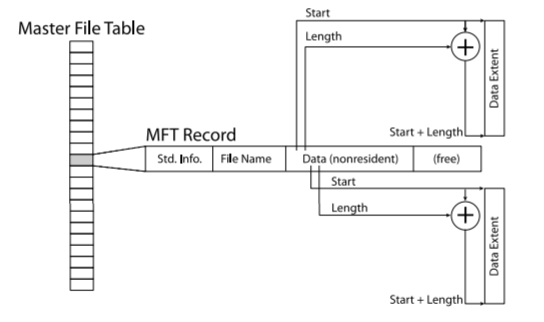 Start
Master File Table
Length
+
Data Extent
Start + Length
MFT Record
Std. Info.
File Name
Data (nonresident)
(free)
Start
Length
+
Data Extent
Start + Length